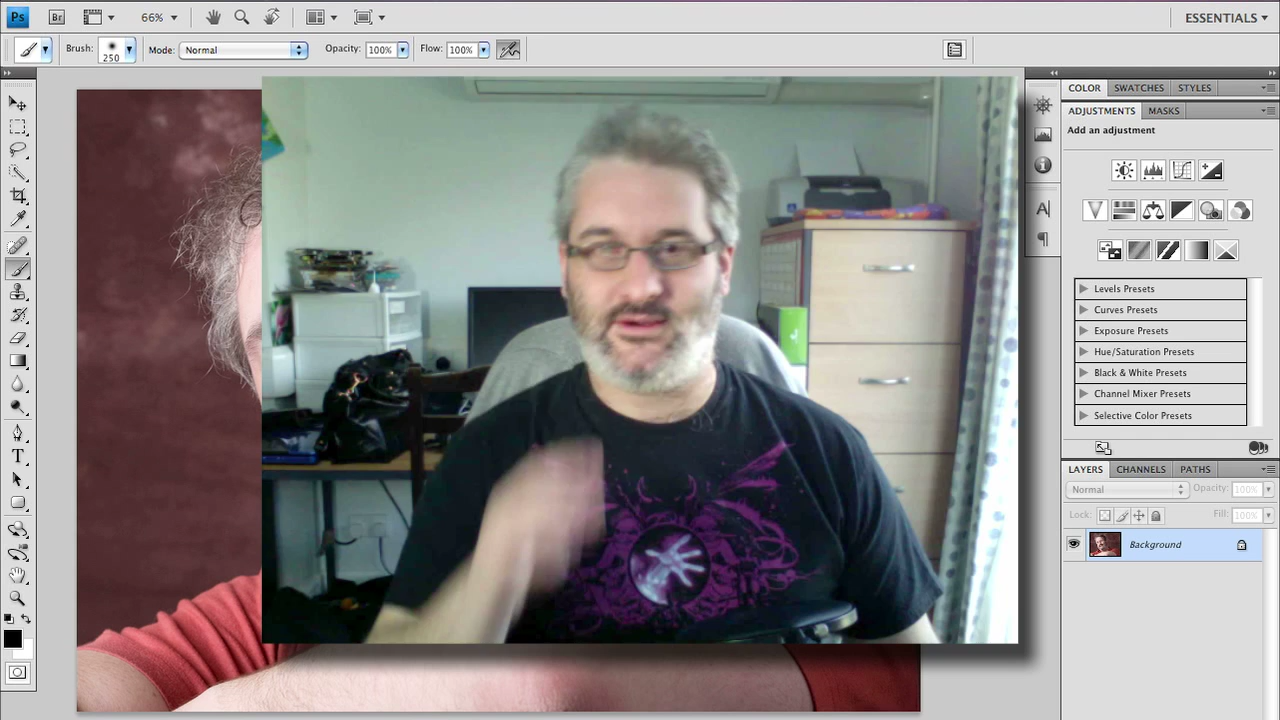 Ps
Br
66%
ESSENTIALS
Brush:
250
Mode:
Normal
Opacity:
100%
Flow:
100%
COLOR
SWATCHES
STYLES
ADJUSTMENTS
MASKS
Add an adjustment
Levels Presets
Curves Presets
Exposure Presets
Hue/Saturation Presets
Black & White Presets
Channel Mixer Presets
Selective Color Presets
LAYERS
CHANNELS
PATHS
Normal
Opacity:
100%
Lock:
Fill:
100%
Background